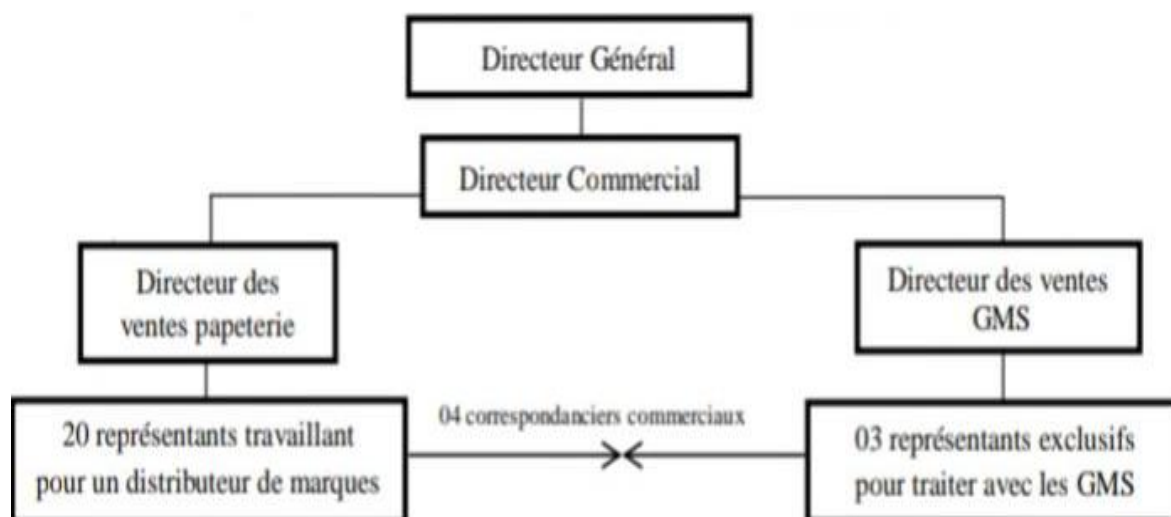 Directeur Général
Directeur Commercial
Directeur des
ventes papeterie
Directeur des ventes
GMS
20 représentants travaillant
pour un distributeur de marques
04 correspondanciers commerciaux
03 représentants exclusifs
pour traiter avec les GMS